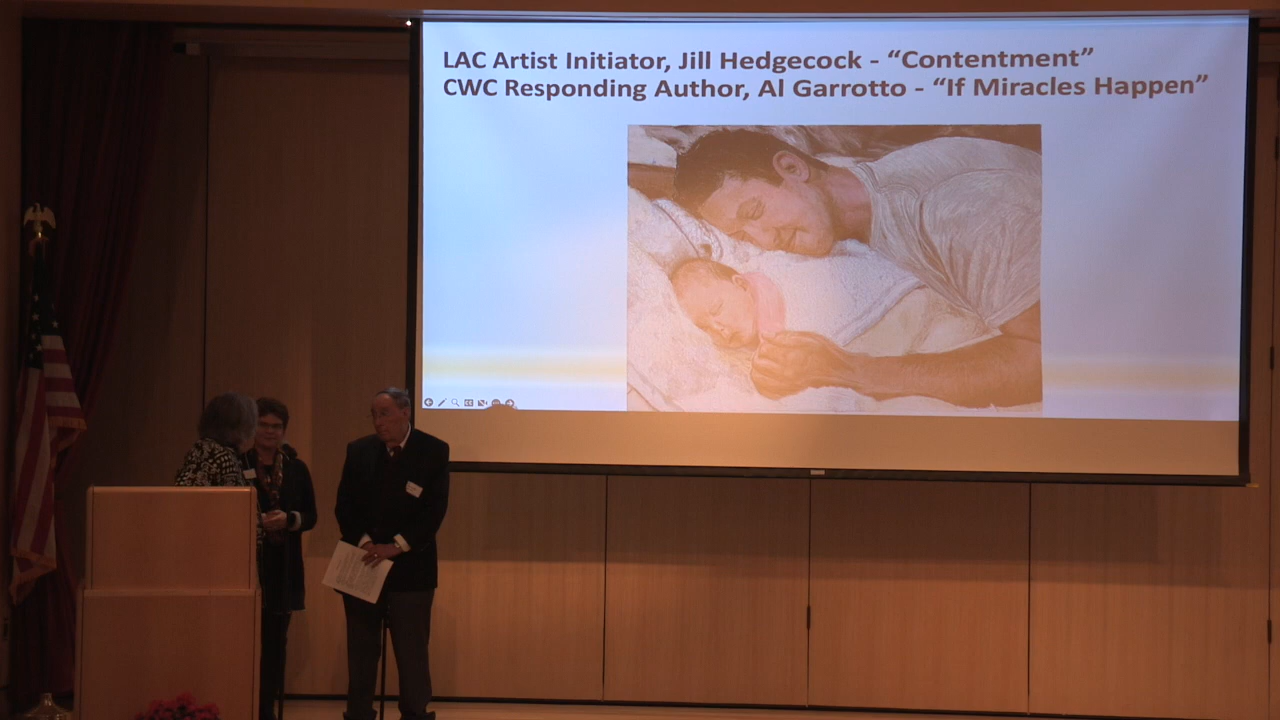 LAC Artist Initiator, Jill Hedgecock - “Contentment”
CWC Responding Author, Al Garrotto - “If Miracles Happen”